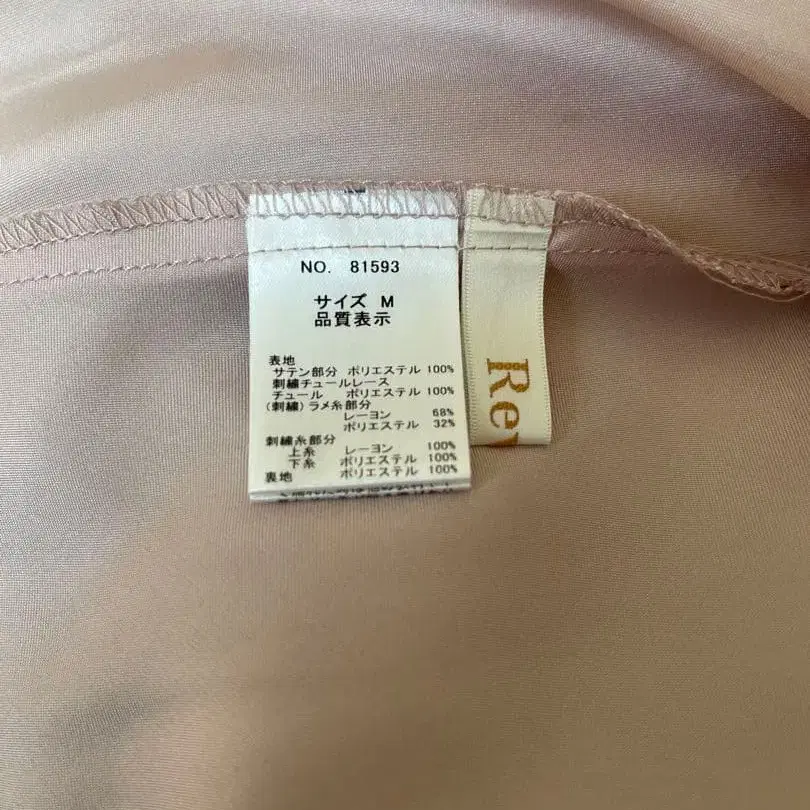 NO. 81593
サイズ M
品質表示
表地
サテン部分 ポリエステル 100%
刺繍チュールレース
チュール ポリエステル 100%
(刺繍)ラメ糸部分
レーヨン 68%
ポリエステル 32%
刺繍糸部分
上糸 レーヨン 100%
下糸 ポリエステル 100%
裏地 ポリエステル 100%
Rev